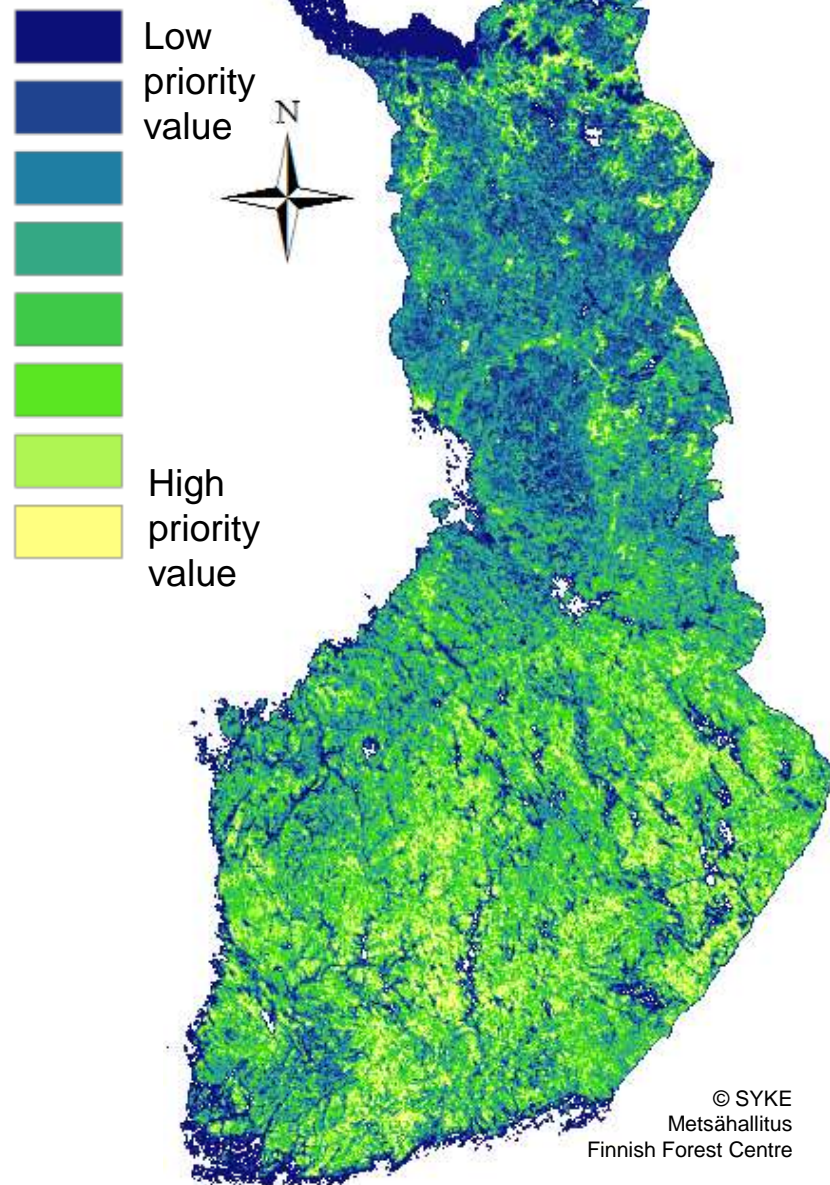 Low
priority
value
N
High
priority
value
© SYKE
Metsähallitus
Finnish Forest Centre